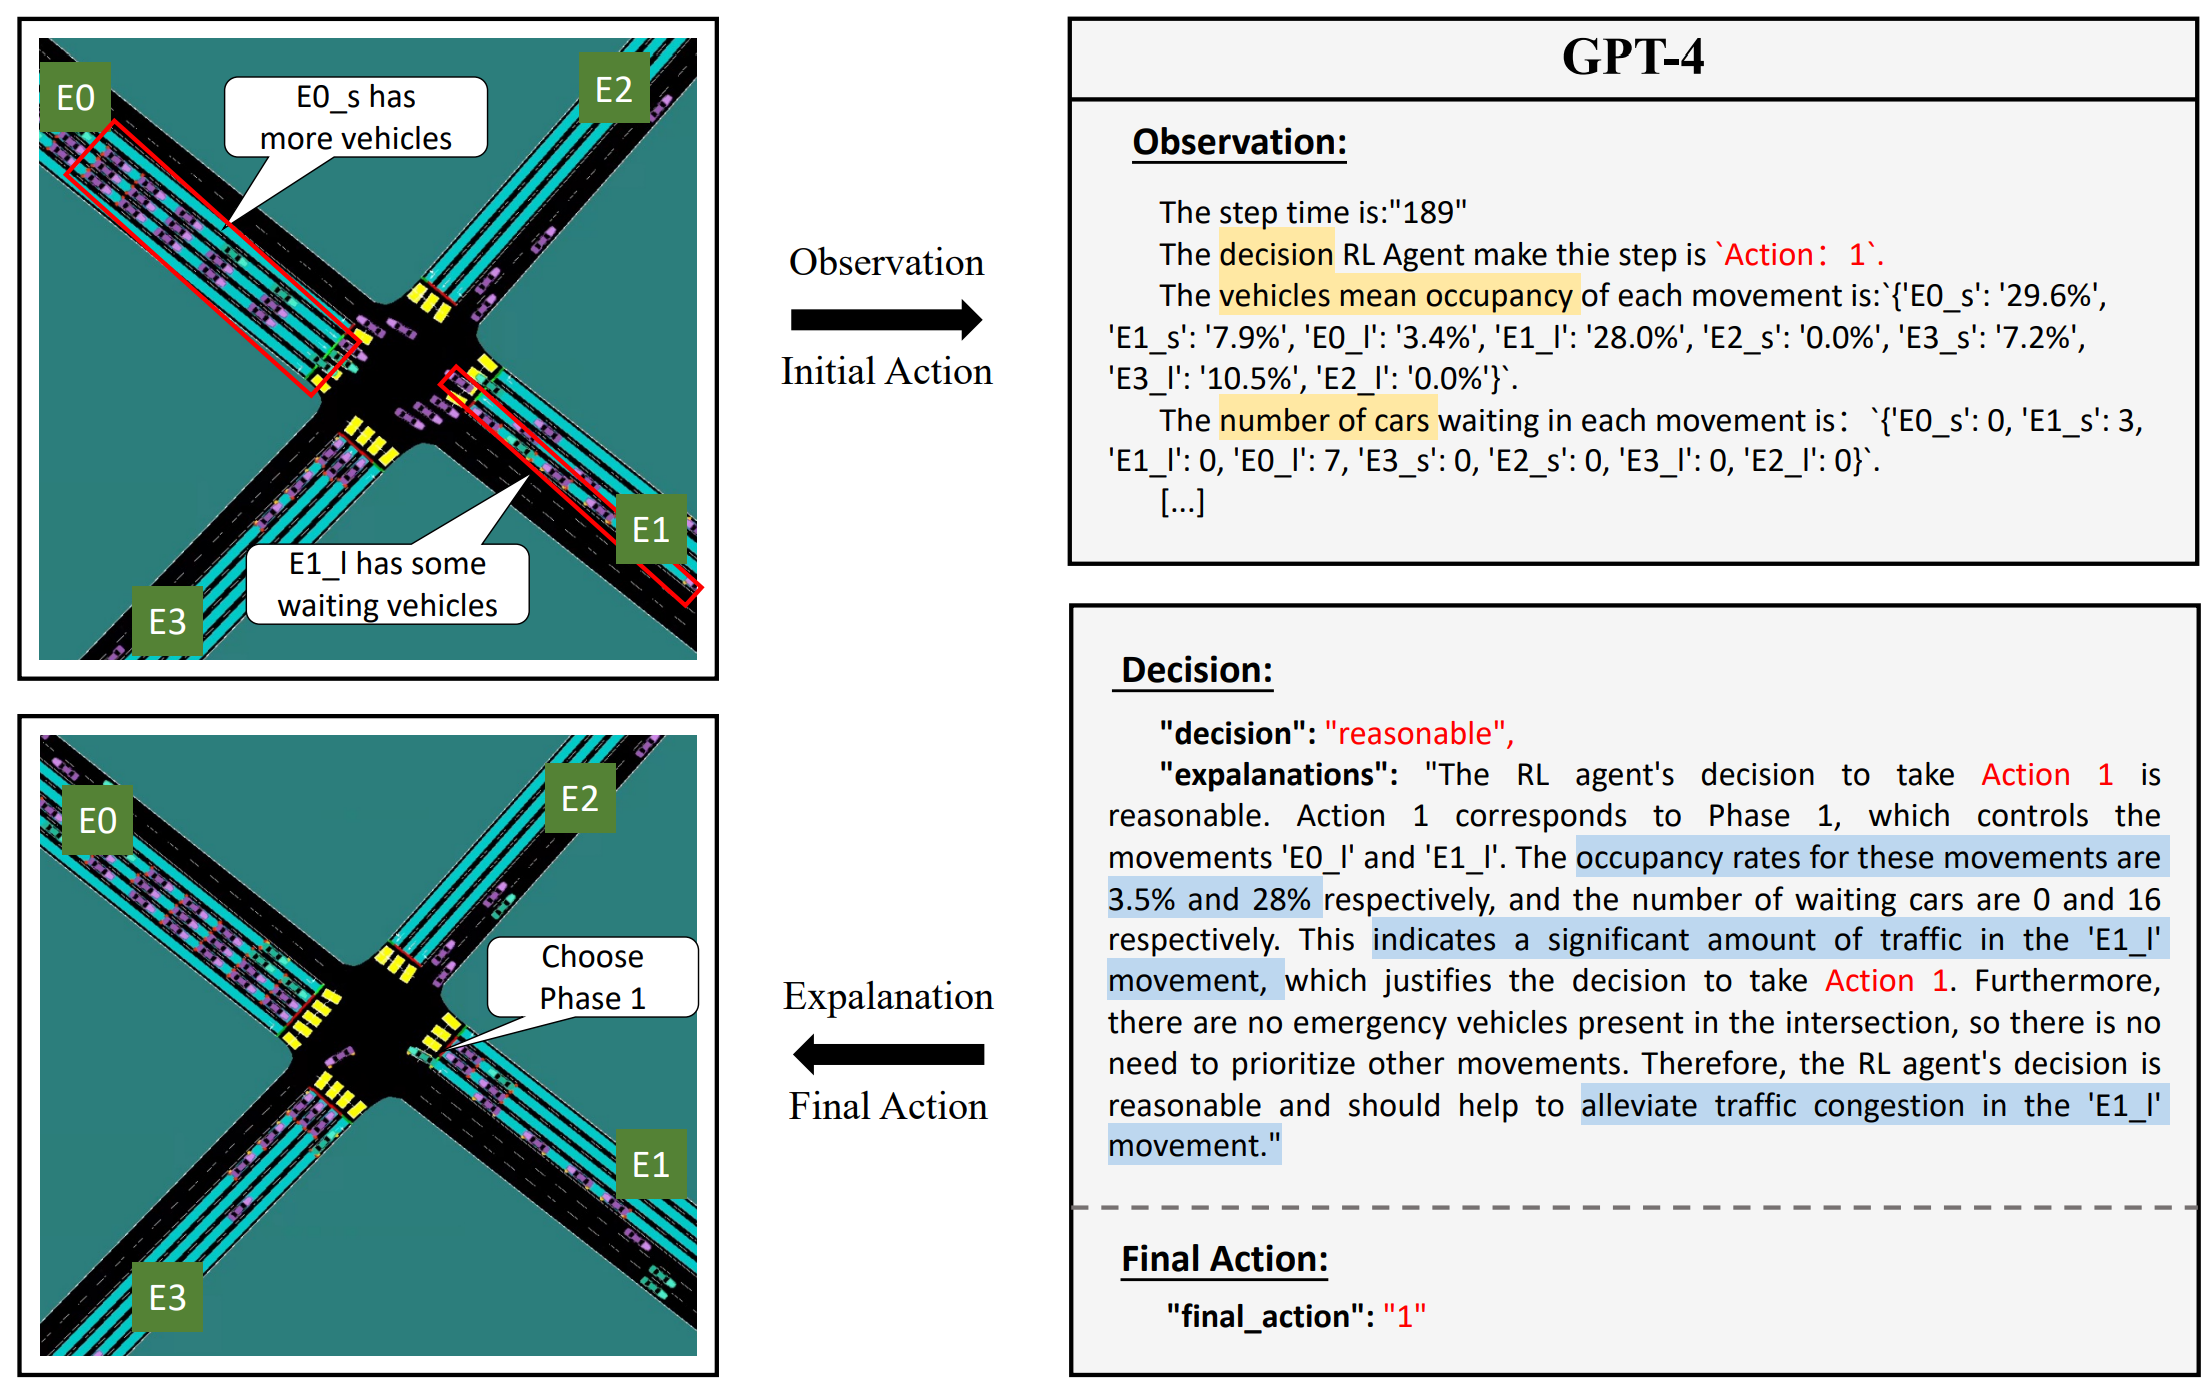 E0
E2
E0_s has
more vehicles
E1
E1_l has some
waiting vehicles
E3
Observation
Initial Action
GPT-4
Observation:
The step time is:"189"
The decision RL Agent make thie step is `Action： 1`.
The vehicles mean occupancy of each movement is:`{'E0_s': '29.6%',
'E1_s': '7.9%', 'E0_l': '3.4%', 'E1_l': '28.0%', 'E2_s': '0.0%', 'E3_s': '7.2%',
'E3_l': '10.5%', 'E2_l': '0.0%'}`.
The number of cars waiting in each movement is： `{'E0_s': 0, 'E1_s': 3,
'E1_l': 0, 'E0_l': 7, 'E3_s': 0, 'E2_s': 0, 'E3_l': 0, 'E2_l': 0}`.
[...]
E0
E2
Choose
Phase 1
E1
E3
Expalanation
Final Action
Decision:
"decision": "reasonable",
"expalanations": "The RL agent's decision to take Action 1 is
reasonable. Action 1 corresponds to Phase 1, which controls the
movements 'E0_l' and 'E1_l'. The occupancy rates for these movements are
3.5% and 28% respectively, and the number of waiting cars are 0 and 16
respectively. This indicates a significant amount of traffic in the 'E1_l'
movement, which justifies the decision to take Action 1. Furthermore,
there are no emergency vehicles present in the intersection, so there is no
need to prioritize other movements. Therefore, the RL agent's decision is
reasonable and should help to alleviate traffic congestion in the 'E1_l'
movement."
Final Action:
"final_action": "1"